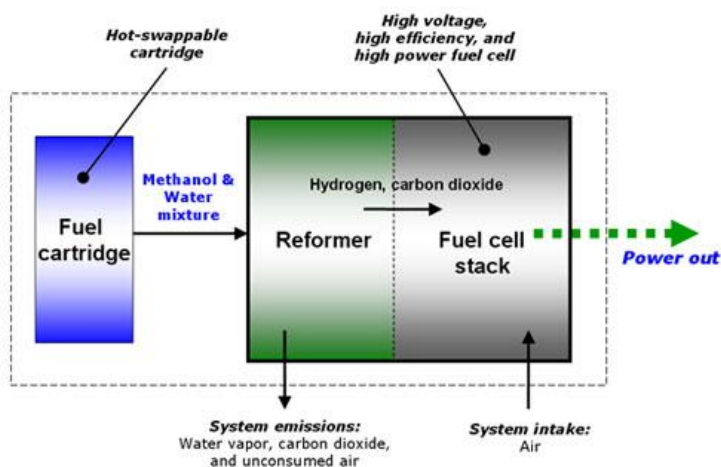 Hot-swappable
cartridge
High voltage,
high efficiency, and
high power fuel cell
Methanol &
Water
mixture
Hydrogen, carbon dioxide
Fuel
cartridge
Reformer
Fuel cell
stack
Power out
System emissions:
Water vapor, carbon dioxide,
and unconsumed air
System intake:
Air